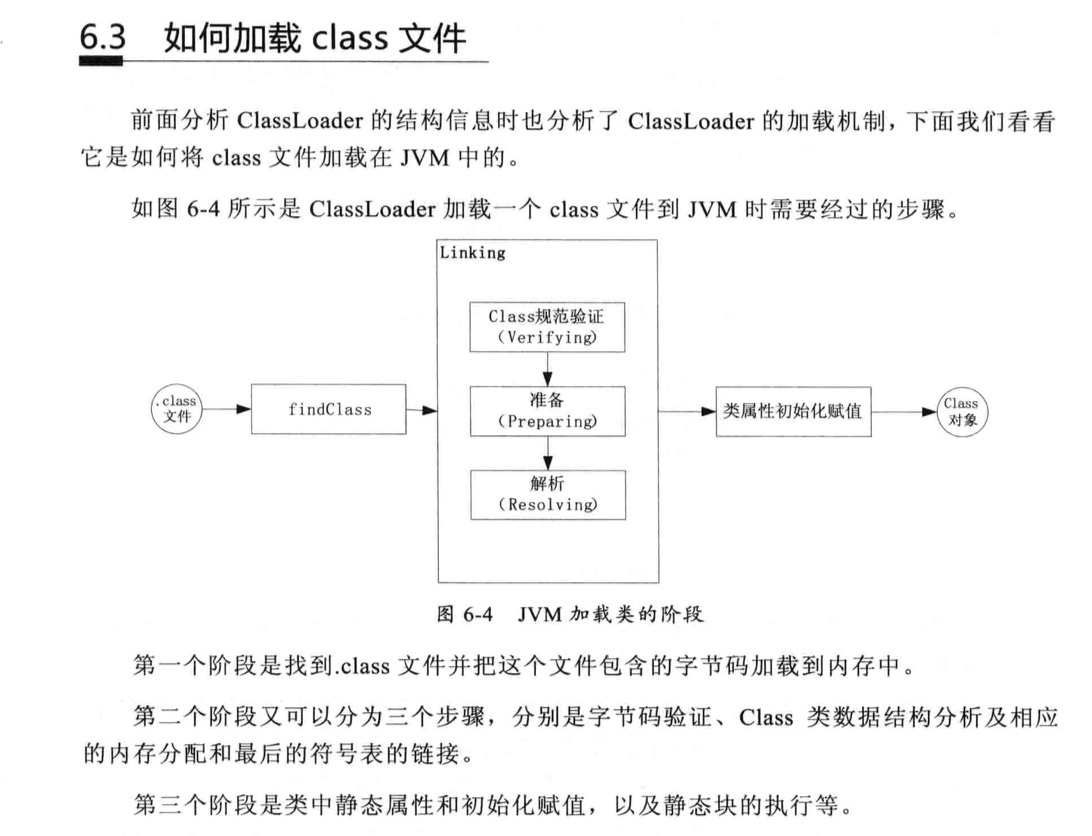 6.3 如何加载 class 文件
前面分析 ClassLoader 的结构信息时也分析了 ClassLoader 的加载机制，下面我们看看
它是如何将 class 文件加载在 JVM 中的。
如图 6-4 所示是 ClassLoader 加载一个 class 文件到 JVM 时需要经过的步骤。
Linking
Class规范验证
(Verifying)
.class
文件
findClass
准备
(Preparing)
类属性初始化赋值
Class
对象
解析
(Resolving)
图 6-4 JVM 加载类的阶段
第一个阶段是找到.class 文件并把这个文件包含的字节码加载到内存中。
第二个阶段又可以分为三个步骤，分别是字节码验证、Class 类数据结构分析及相应
的内存分配和最后的符号表的链接。
第三个阶段是类中静态属性和初始化赋值，以及静态块的执行等。